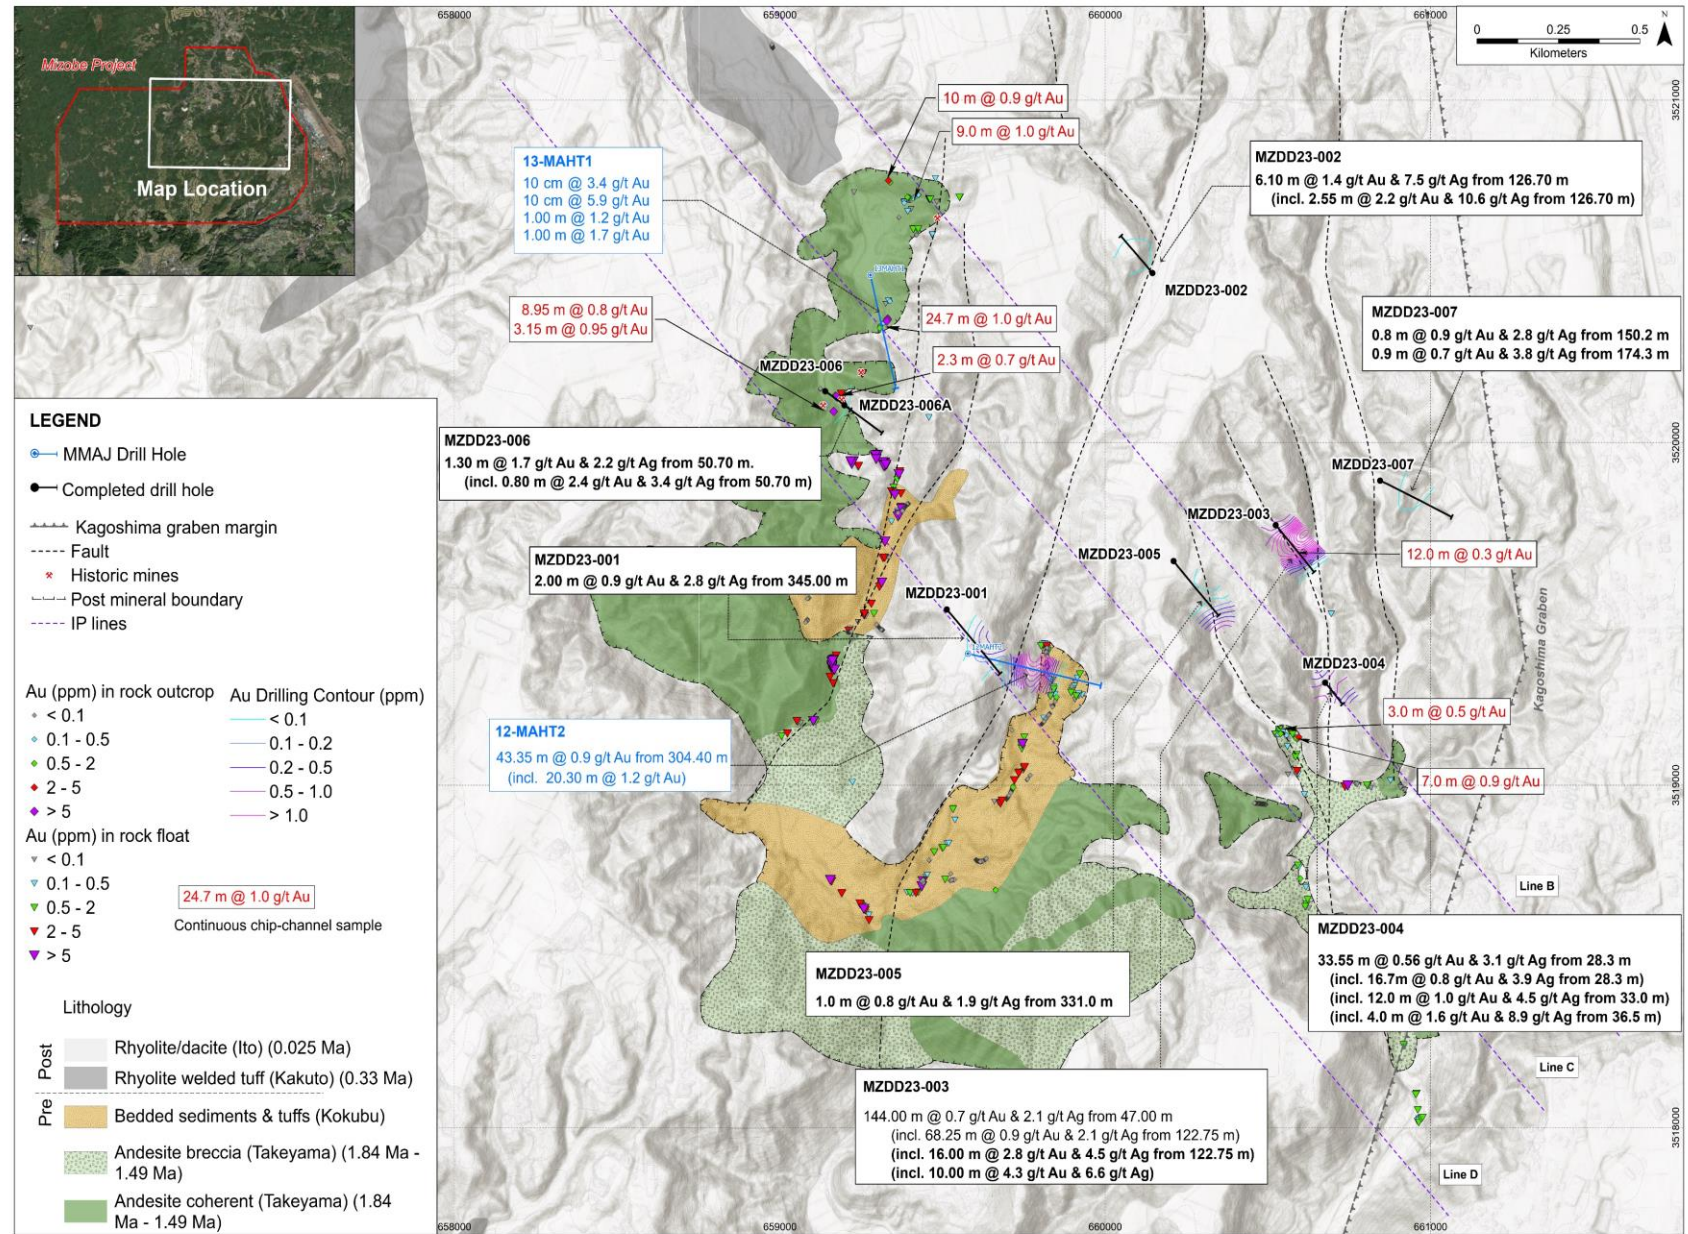 658000
659000
660000
661000
0 0.25 0.5
Kilometers
N
Mizobe Project
Map Location
3521000
3520000
3519000
3518000
10 m @ 0.9 g/t Au
9.0 m @ 1.0 g/t Au
13-MAHT1
10 cm @ 3.4 g/t Au
10 cm @ 5.9 g/t Au
1.00 m @ 1.2 g/t Au
1.00 m @ 1.7 g/t Au
MZDD23-002
6.10 m @ 1.4 g/t Au & 7.5 g/t Ag from 126.70 m
(incl. 2.55 m @ 2.2 g/t Au & 10.6 g/t Ag from 126.70 m)
MZDD23-002
13MAHT1
8.95 m @ 0.8 g/t Au
3.15 m @ 0.95 g/t Au
24.7 m @ 1.0 g/t Au
2.3 m @ 0.7 g/t Au
MZDD23-007
0.8 m @ 0.9 g/t Au & 2.8 g/t Ag from 150.2 m
0.9 m @ 0.7 g/t Au & 3.8 g/t Ag from 174.3 m
MZDD23-006
MZDD23-006A
MZDD23-006
1.30 m @ 1.7 g/t Au & 2.2 g/t Ag from 50.70 m.
(incl. 0.80 m @ 2.4 g/t Au & 3.4 g/t Ag from 50.70 m)
MZDD23-007
MZDD23-003
12.0 m @ 0.3 g/t Au
MZDD23-005
MZDD23-001
2.00 m @ 0.9 g/t Au & 2.8 g/t Ag from 345.00 m
MZDD23-001
12MAHT2
MZDD23-004
Kagoshima Graben
3.0 m @ 0.5 g/t Au
7.0 m @ 0.9 g/t Au
12-MAHT2
43.35 m @ 0.9 g/t Au from 304.40 m
(incl. 20.30 m @ 1.2 g/t Au)
Line B
MZDD23-004
33.55 m @ 0.56 g/t Au & 3.1 g/t Ag from 28.3 m
(incl. 16.7m @ 0.8 g/t Au & 3.9 Ag from 28.3 m)
(incl. 12.0 m @ 1.0 g/t Au & 4.5 g/t Ag from 33.0 m)
(incl. 4.0 m @ 1.6 g/t Au & 8.9 g/t Ag from 36.5 m)
MZDD23-005
1.0 m @ 0.8 g/t Au & 1.9 g/t Ag from 331.0 m
Line C
MZDD23-003
144.00 m @ 0.7 g/t Au & 2.1 g/t Ag from 47.00 m
(incl. 68.25 m @ 0.9 g/t Au & 2.1 g/t Ag from 122.75 m)
(incl. 16.00 m @ 2.8 g/t Au & 4.5 g/t Ag from 122.75 m)
(incl. 10.00 m @ 4.3 g/t Au & 6.6 g/t Ag)
Line D
LEGEND
MMAJ Drill Hole
Completed drill hole
Kagoshima graben margin
Fault
Historic mines
Post mineral boundary
IP lines
Au (ppm) in rock outcrop
< 0.1
0.1 - 0.5
0.5 - 2
2 - 5
> 5
Au Drilling Contour (ppm)
< 0.1
0.1 - 0.2
0.2 - 0.5
0.5 - 1.0
> 1.0
Au (ppm) in rock float
< 0.1
0.1 - 0.5
0.5 - 2
2 - 5
> 5
24.7 m @ 1.0 g/t Au
Continuous chip-channel sample
Lithology
Post
Rhyolite/dacite (Ito) (0.025 Ma)
Rhyolite welded tuff (Kakuto) (0.33 Ma)
Pre
Bedded sediments & tuffs (Kokubu)
Andesite breccia (Takeyama) (1.84 Ma -
1.49 Ma)
Andesite coherent (Takeyama) (1.84
Ma - 1.49 Ma)
658000
659000
660000
661000